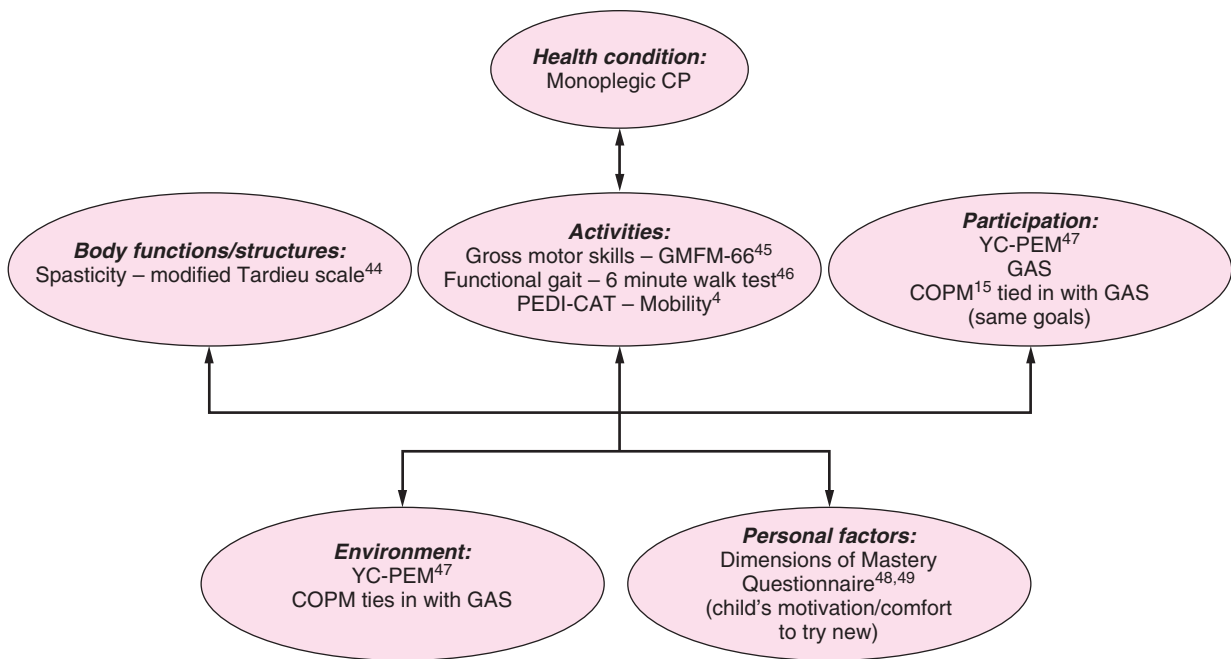 Health condition:
Monoplegic CP
Body functions/structures:
Spasticity – modified Tardieu scale44
Activities:
Gross motor skills – GMFM-6645
Functional gait – 6 minute walk test46
PEDI-CAT – Mobility4
Participation:
YC-PEM47
GAS
COPM15 tied in with GAS
(same goals)
Environment:
YC-PEM47
COPM ties in with GAS
Personal factors:
Dimensions of Mastery
Questionnaire48,49
(child's motivation/comfort
to try new)